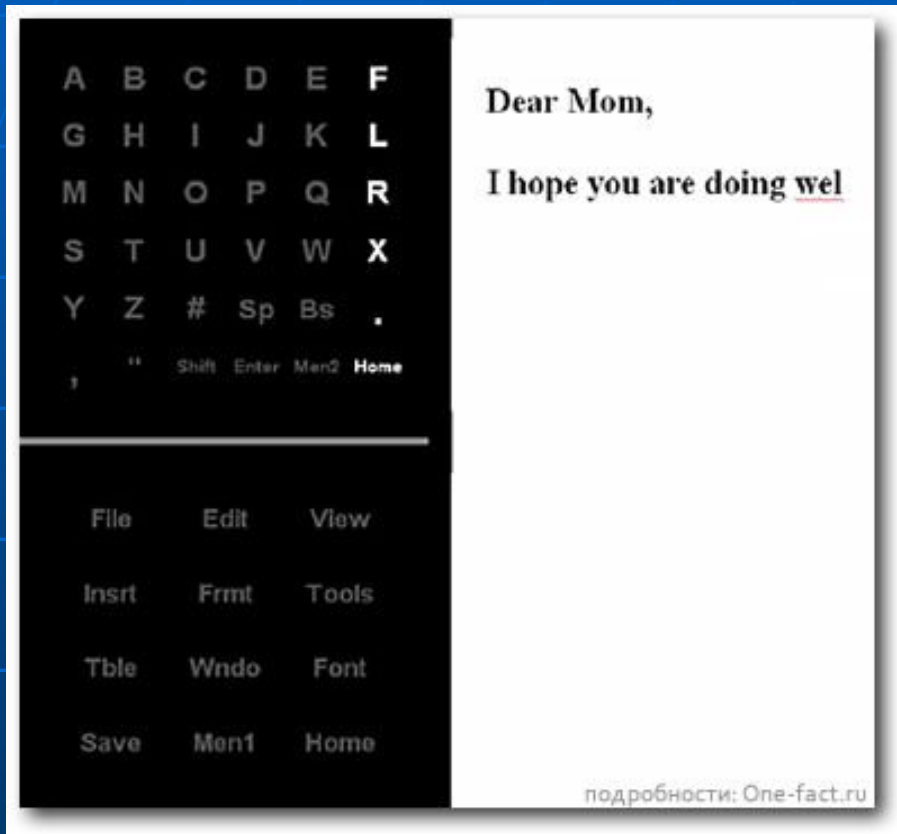 A B C D E F
G H I J K L
M N O P Q R
S T U V W X
Y Z # Sp Bs .
, " Shift Enter Men2 Home
File Edit View
Insrt Frmt Tools
Tble Wndo Font
Save Men1 Home
Dear Mom,
I hope you are doing wel
подробности: One-fact.ru